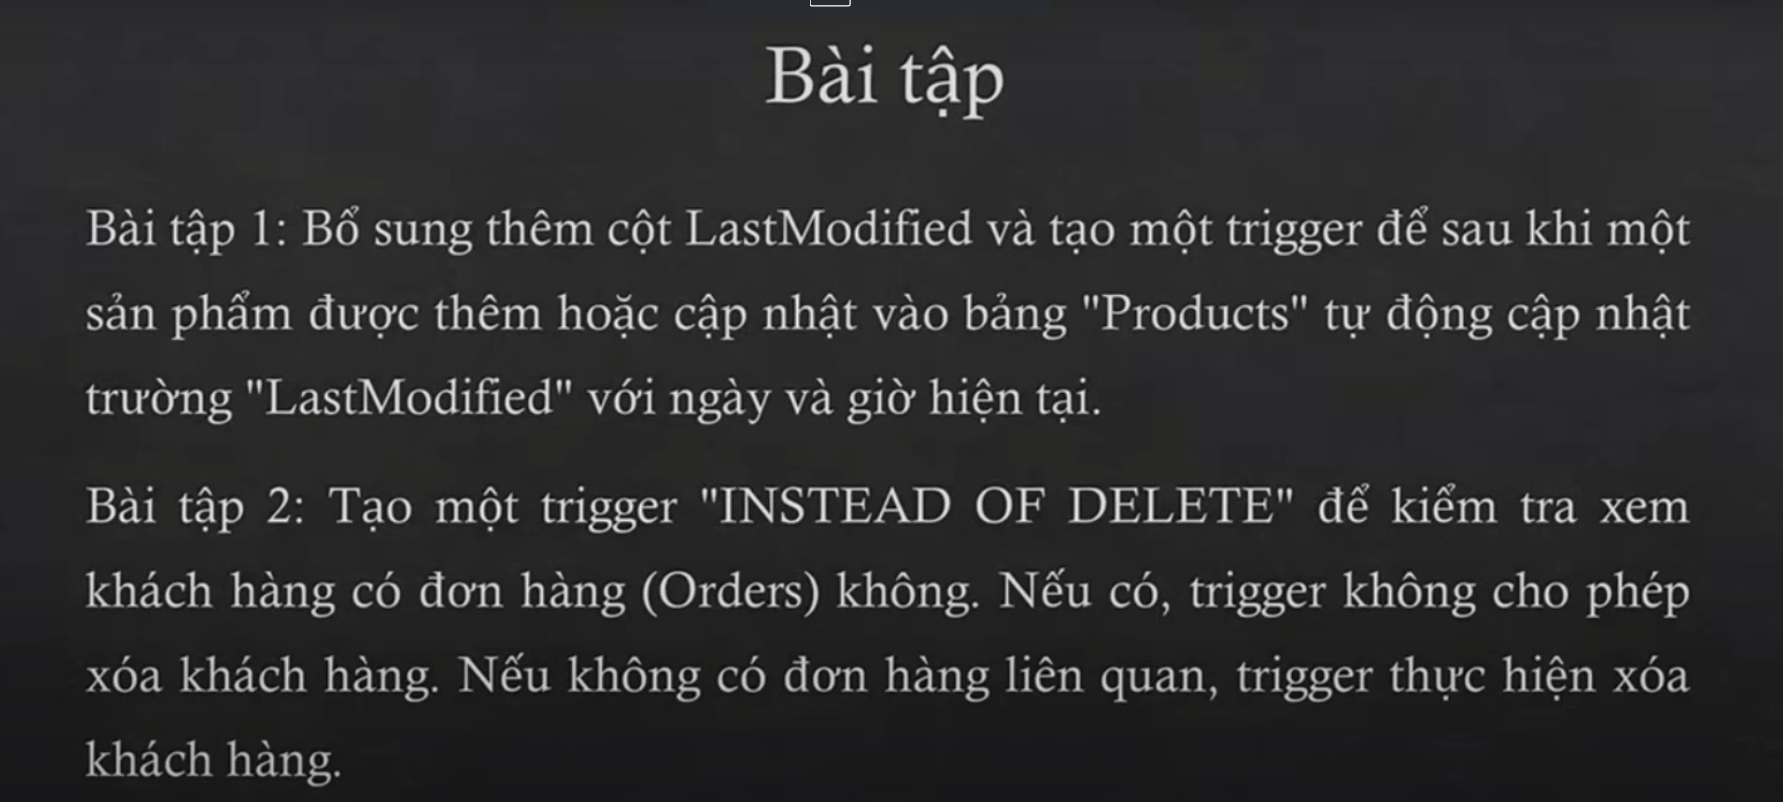 Bài tập
Bài tập 1: Bổ sung thêm cột LastModified và tạo một trigger để sau khi một
sản phẩm được thêm hoặc cập nhật vào bảng "Products" tự động cập nhật
trường "LastModified" với ngày và giờ hiện tại.
Bài tập 2: Tạo một trigger "INSTEAD OF DELETE" để kiểm tra xem
khách hàng có đơn hàng (Orders) không. Nếu có, trigger không cho phép
xóa khách hàng. Nếu không có đơn hàng liên quan, trigger thực hiện xóa
khách hàng.